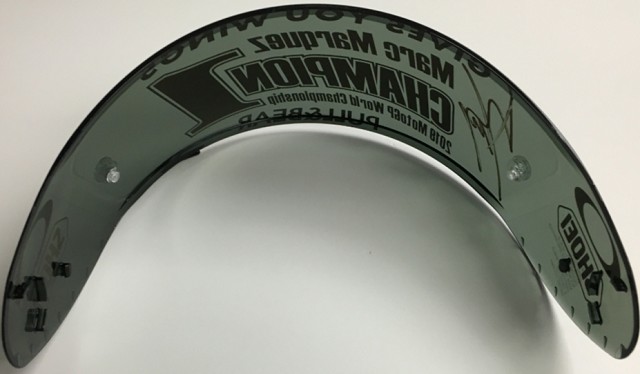 GIVES YOU WINGS
Marc Marquez
CHAMPION
2018 MotoGP World Championship
PULL&BEAR
SHOEI